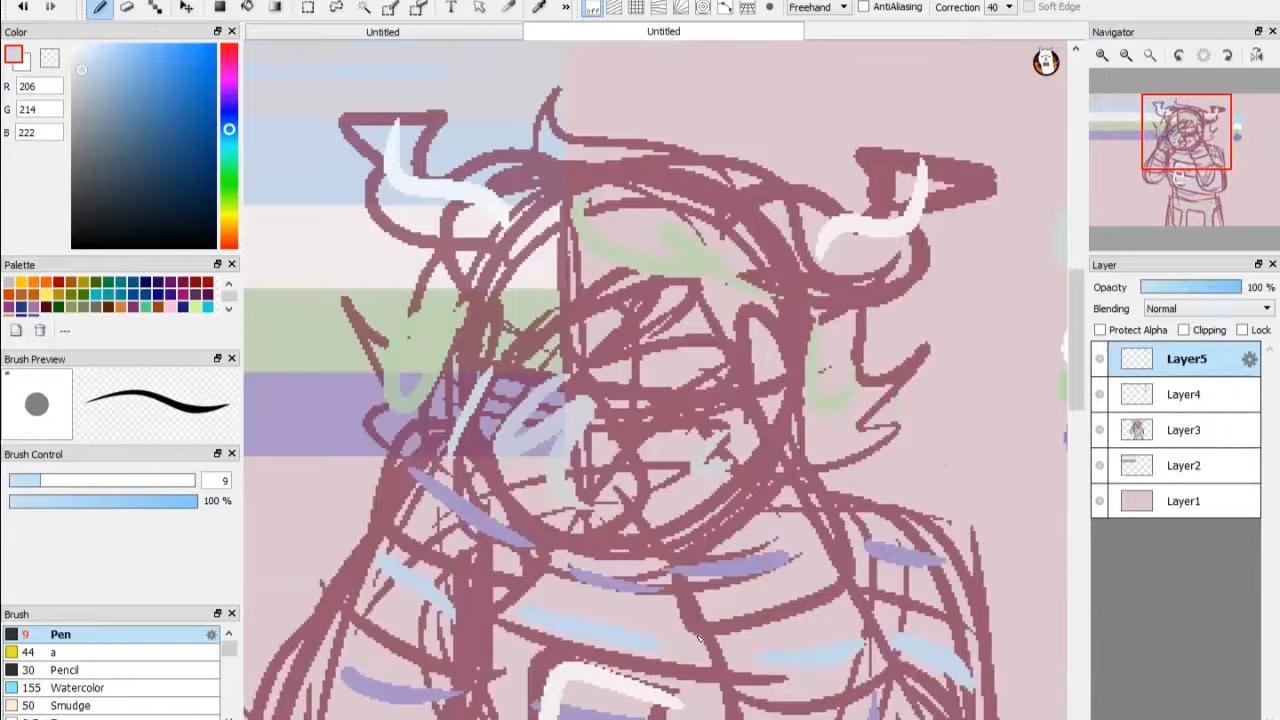 Freehand AntiAliasing Correction 40 Soft Edge
off
Color Untitled Untitled Navigator
R 206
G 214
B 222
Palette
Layer
Opacity 100 %
Blending Normal
Protect Alpha Clipping Lock
Brush Preview
Layer5
Layer4
Layer3
Brush Control
Layer2
9
100 %
Layer1
Brush
9 Pen
44 a
30 Pencil
155 Watercolor
50 Smudge